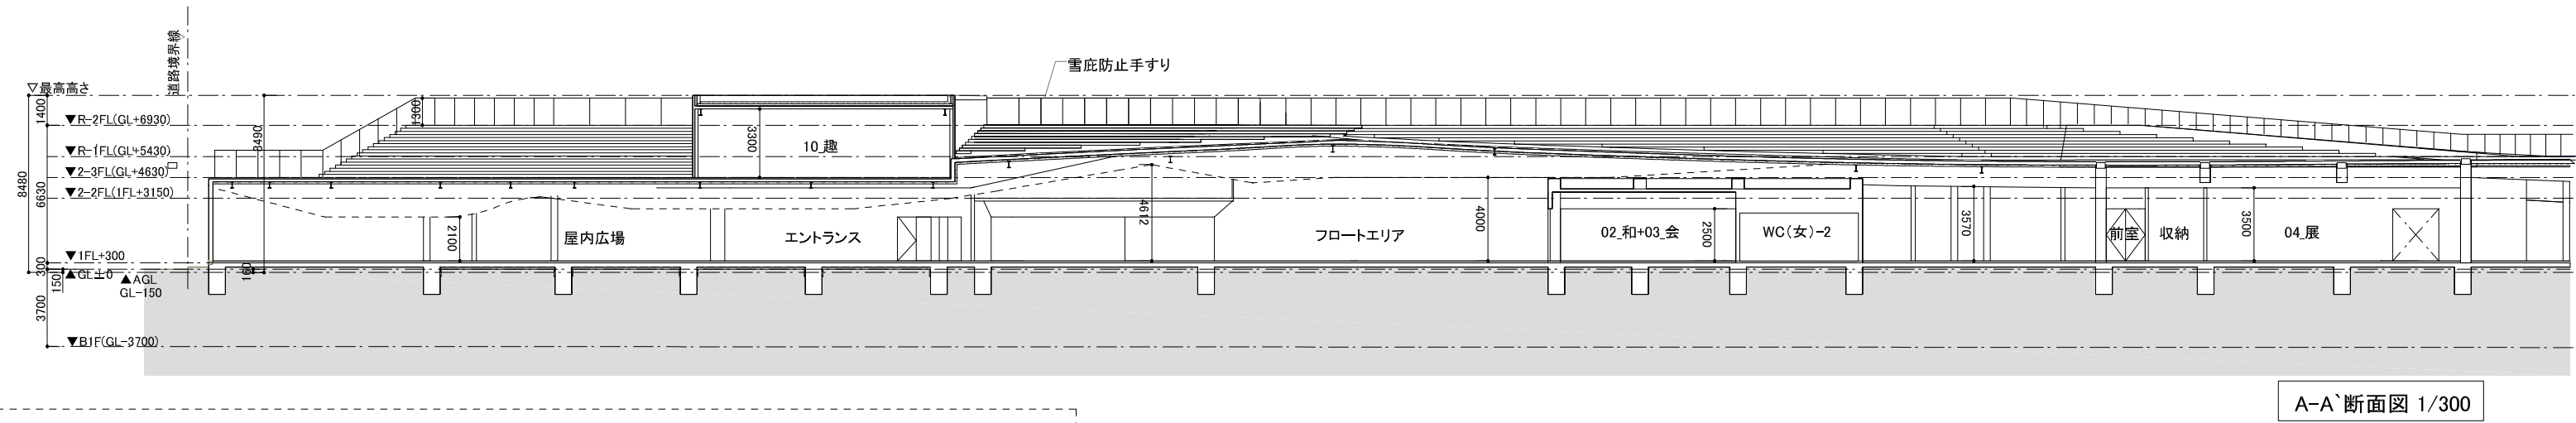 道路境界線
雪庇防止手すり
▽最高高さ
1400
1300
▼R-2FL(GL+6930)
8490
3300
10_趣
▼R-1FL(GL+5430)
▼2-3FL(GL+4630)
8480
6630
▼2-2FL(1FL+3150)
4612
4000
3570
3500
2100
屋内広場
エントランス
フロートエリア
2500
02_和+03_会
WC(女)-2
前室
収納
04_展
▼1FL+300
300
▲GL±0
160
150
▲AGL
GL-150
3700
▼B1F(GL-3700)
A-A`断面図 1/300